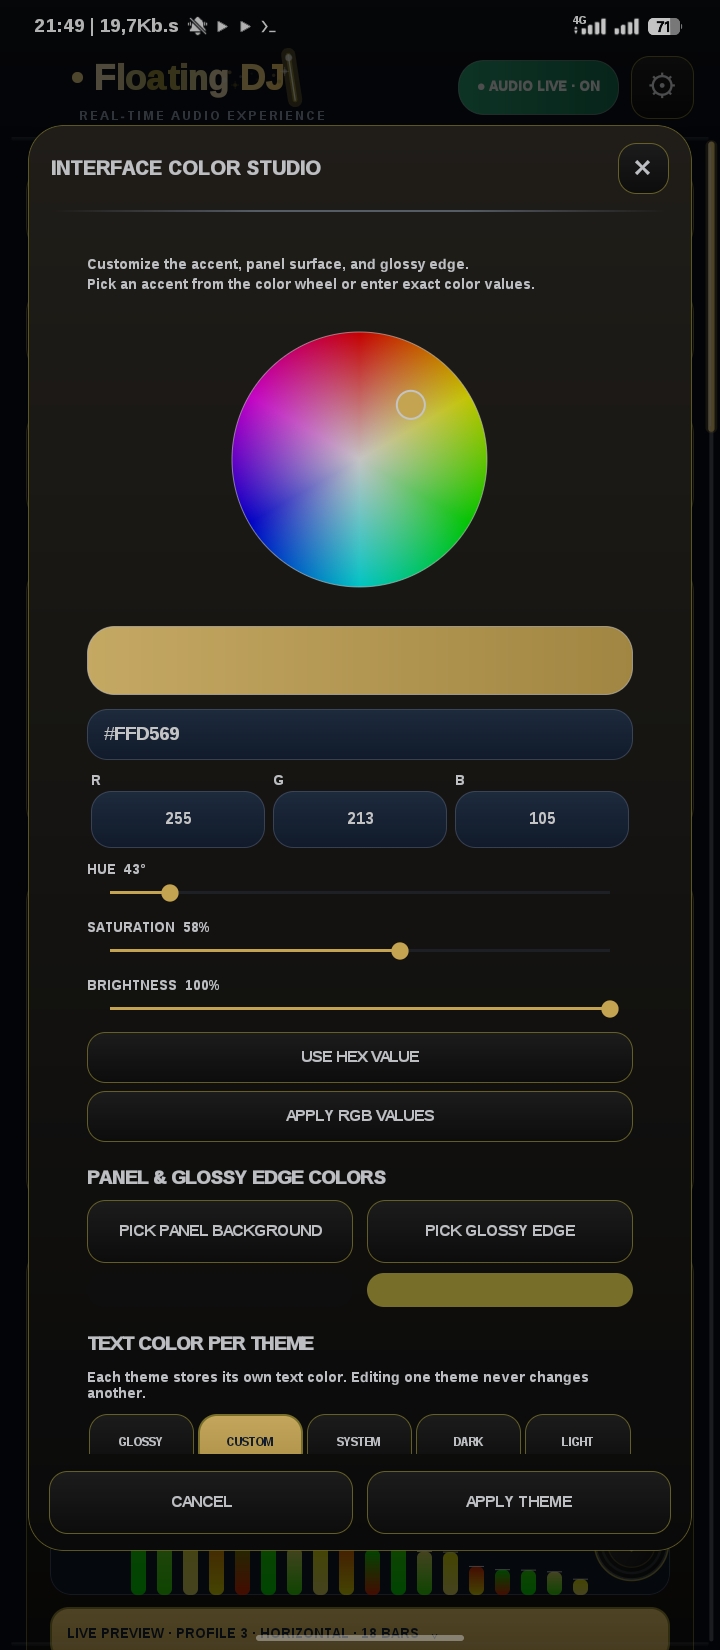 21:49 | 19,7Kb.s
4G
71
Floating DJ
REAL-TIME AUDIO EXPERIENCE
AUDIO LIVE · ON
INTERFACE COLOR STUDIO
Customize the accent, panel surface, and glossy edge.
Pick an accent from the color wheel or enter exact color values.
#FFD569
R G B
255 213 105
HUE 43°
SATURATION 58%
BRIGHTNESS 100%
USE HEX VALUE
APPLY RGB VALUES
PANEL & GLOSSY EDGE COLORS
PICK PANEL BACKGROUND PICK GLOSSY EDGE
TEXT COLOR PER THEME
Each theme stores its own text color. Editing one theme never changes
another.
GLOSSY CUSTOM SYSTEM DARK LIGHT
CANCEL APPLY THEME
LIVE PREVIEW · PROFILE 3 · HORIZONTAL · 18 BARS